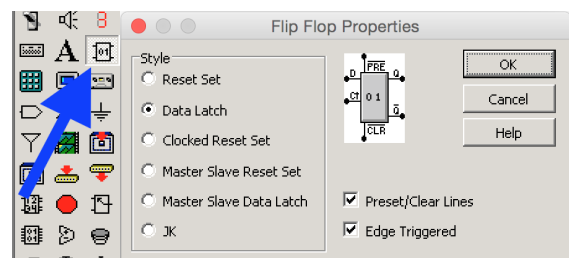 Flip Flop Properties
Style
Reset Set
Data Latch
Clocked Reset Set
Master Slave Reset Set
Master Slave Data Latch
JK
PRE
D Q
Ct 0 1
Q
CLR
Preset/Clear Lines
Edge Triggered
OK
Cancel
Help
8
A
01